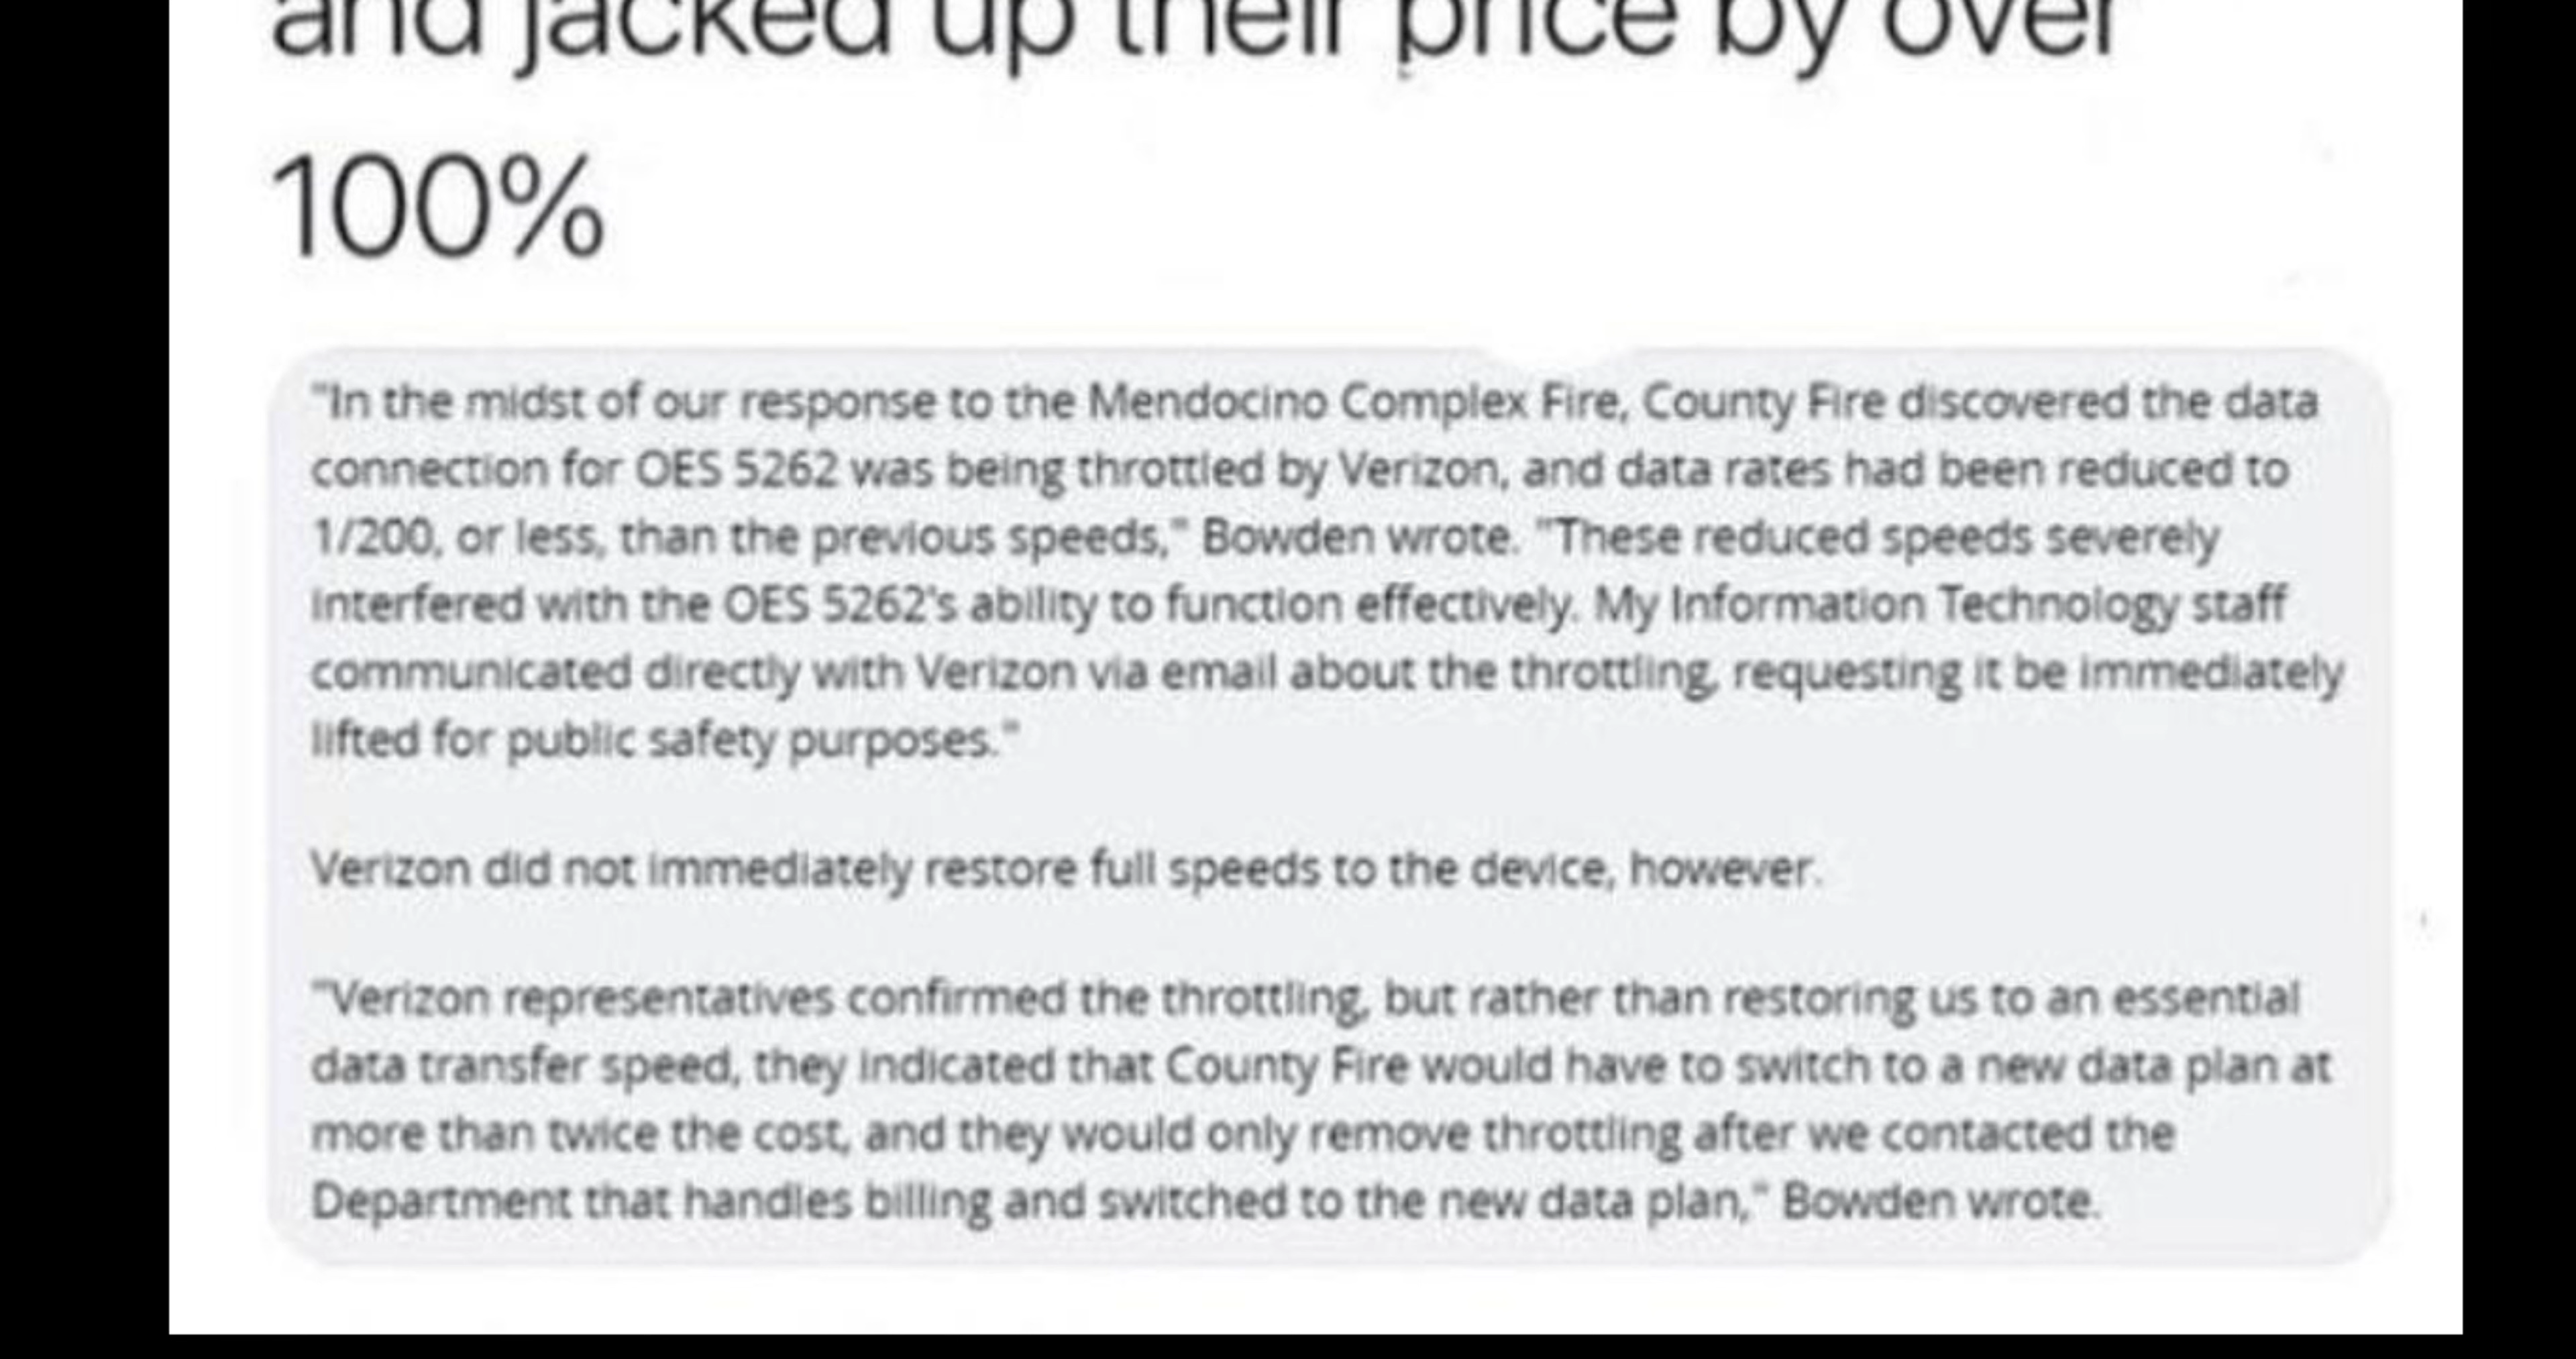 and jacked up their price by over
100%
"In the midst of our response to the Mendocino Complex Fire, County Fire discovered the data
connection for OES 5262 was being throttled by Verizon, and data rates had been reduced to
1/200, or less, than the previous speeds," Bowden wrote. "These reduced speeds severely
interfered with the OES 5262's ability to function effectively. My Information Technology staff
communicated directly with Verizon via email about the throttling, requesting it be immediately
lifted for public safety purposes."
Verizon did not immediately restore full speeds to the device, however.
"Verizon representatives confirmed the throttling, but rather than restoring us to an essential
data transfer speed, they indicated that County Fire would have to switch to a new data plan at
more than twice the cost, and they would only remove throttling after we contacted the
Department that handles billing and switched to the new data plan," Bowden wrote.